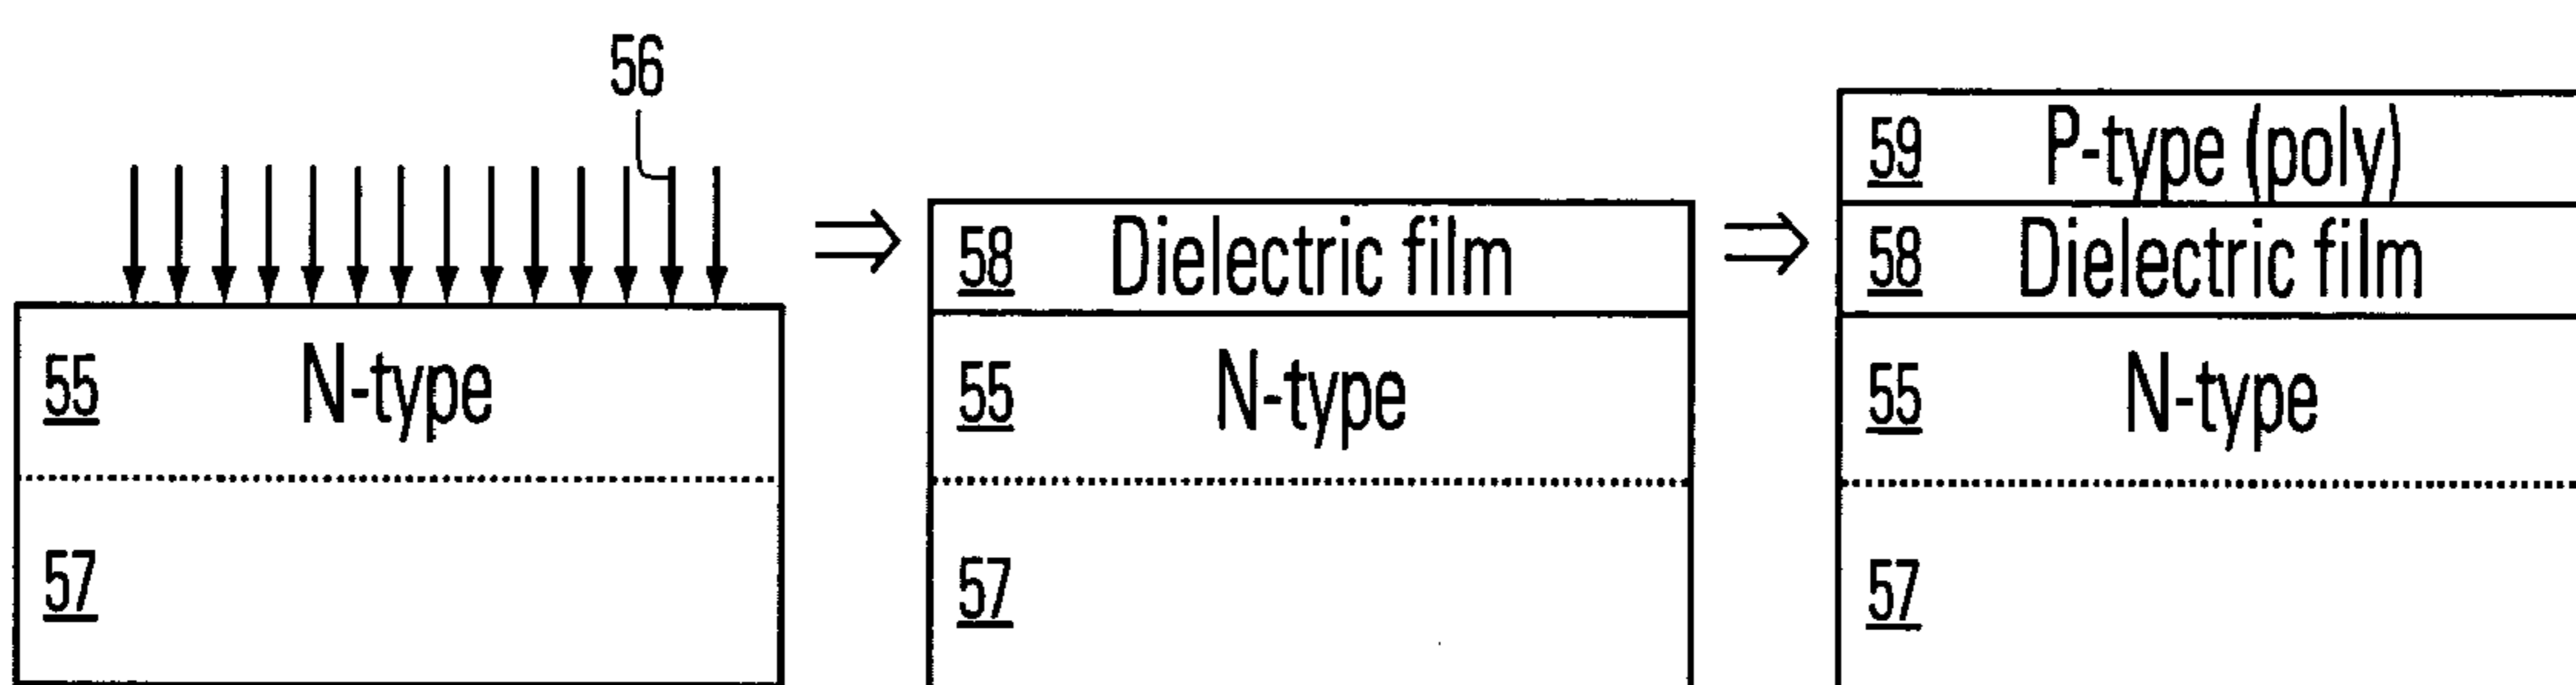 56
55 N-type
57
58 Dielectric film
55 N-type
57
59 P-type (poly)
58 Dielectric film
55 N-type
57